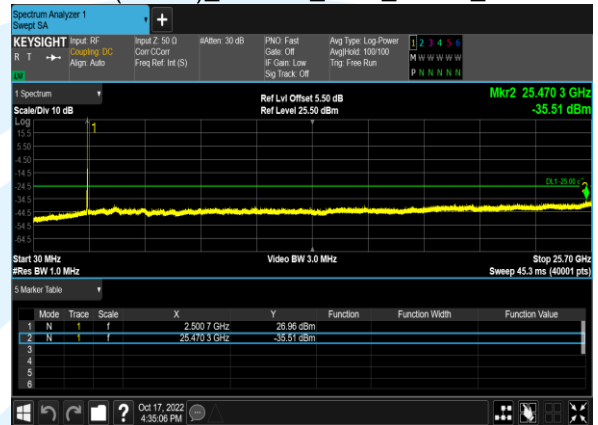 Spectrum Analyzer 1
Swept SA
KEYSIGHT
R T
LU
Input: RF
Coupling: DC
Align: Auto
Input Z: 50 Ω
Corr CCorr
Freq Ref: Int (S)
#Atten: 30 dB
PNO: Fast
Gate: Off
IF Gain: Low
Sig Track: Off
Avg Type: Log-Power
Avg|Hold: 100/100
Trig: Free Run
1 2 3 4 5 6
M W W W W W
P N N N N N
1 Spectrum
Scale/Div 10 dB
Ref Lvl Offset 5.50 dB
Ref Level 25.50 dBm
Mkr2 25.470 3 GHz
-35.51 dBm
Log
1
15.5
5.50
-4.50
-14.5
-24.5
DL1 -25.00
2
-34.5
-44.5
-54.5
-64.5
Start 30 MHz
#Res BW 1.0 MHz
Video BW 3.0 MHz
Stop 25.70 GHz
Sweep 45.3 ms (40001 pts)
5 Marker Table
Mode Trace Scale X Y Function Function Width Function Value
1 N 1 f 2.500 7 GHz 26.96 dBm
2 N 1 f 25.470 3 GHz -35.51 dBm
3
4
5
6
?
Oct 17, 2022
4:35:06 PM